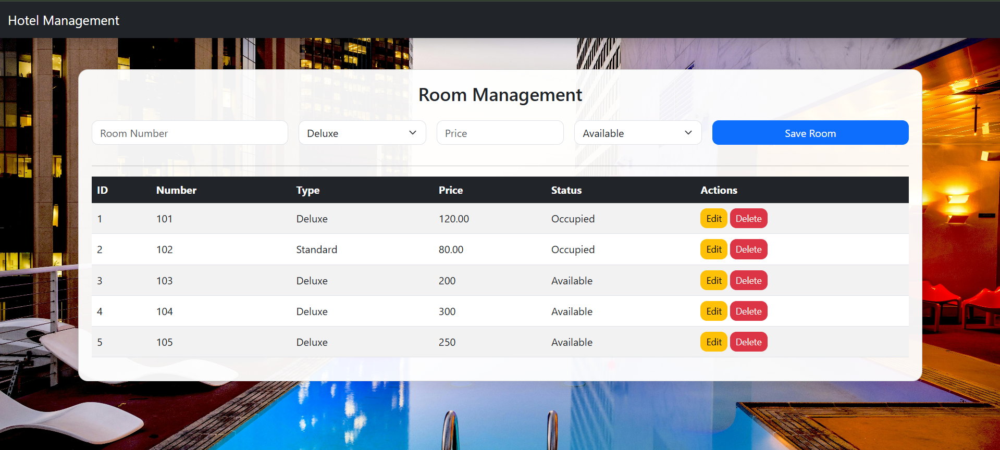 Hotel Management
Room Management
Room Number Deluxe Price Available Save Room
ID Number Type Price Status Actions
1 101 Deluxe 120.00 Occupied Edit Delete
2 102 Standard 80.00 Occupied Edit Delete
3 103 Deluxe 200 Available Edit Delete
4 104 Deluxe 300 Available Edit Delete
5 105 Deluxe 250 Available Edit Delete